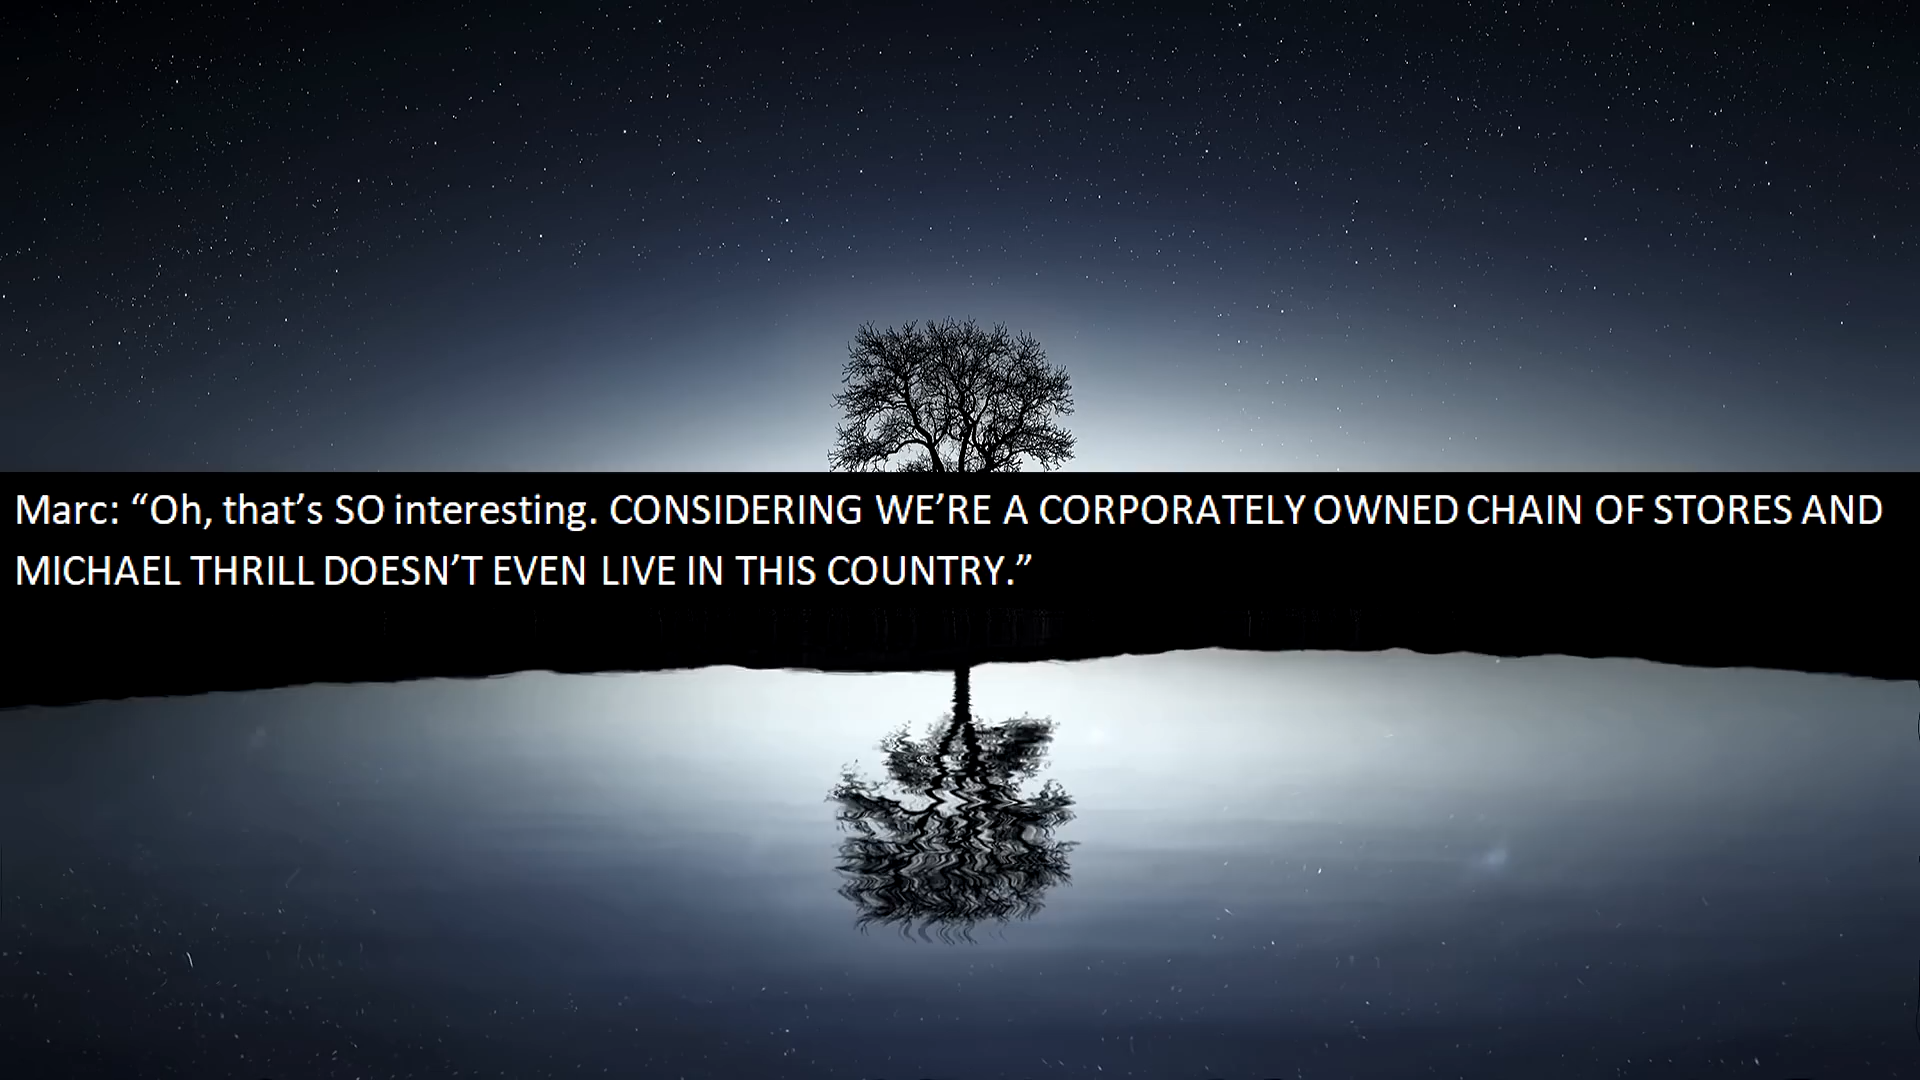 Marc: “Oh, that’s SO interesting. CONSIDERING WE’RE A CORPORATELY OWNED CHAIN OF STORES AND
MICHAEL THRILL DOESN’T EVEN LIVE IN THIS COUNTRY.”